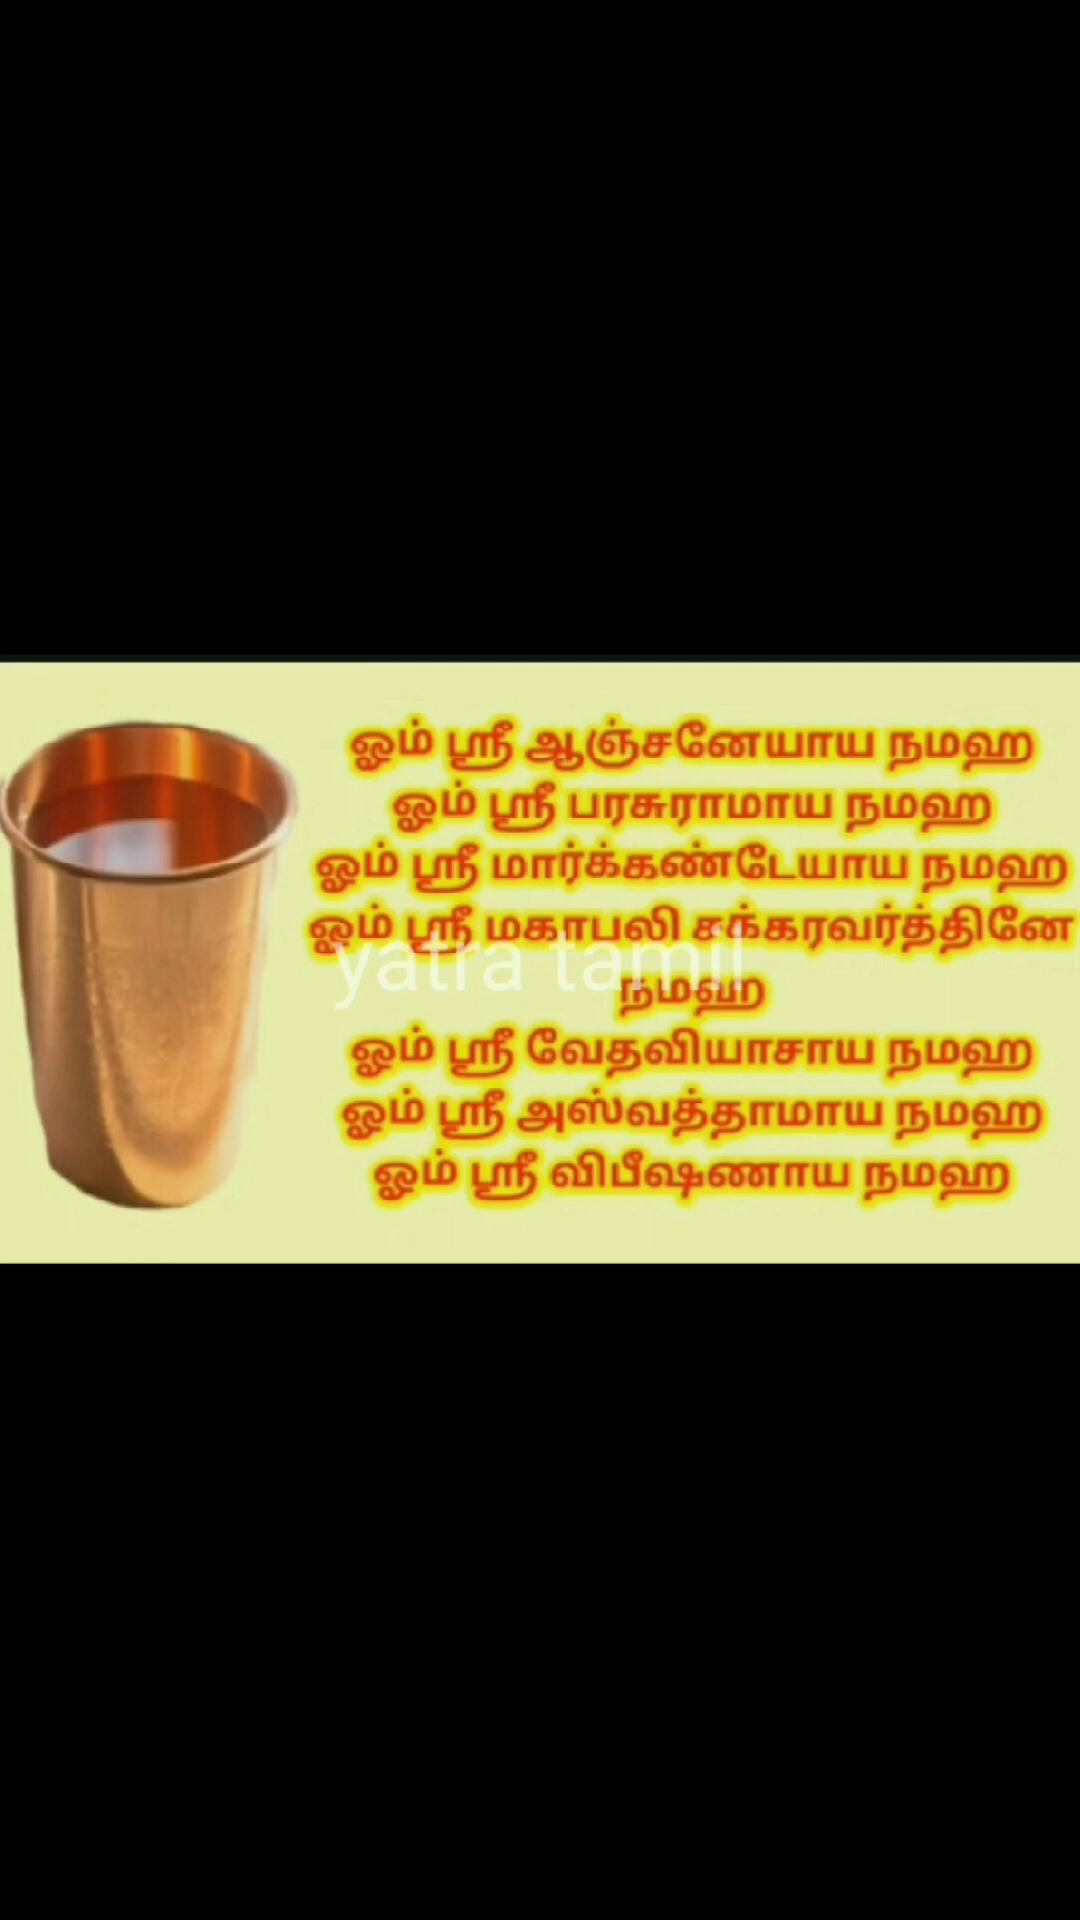 ஓம் ஸ்ரீ ஆஞ்சனேயாய நமஹ
ஓம் ஸ்ரீ பரசுராமாய நமஹ
ஓம் ஸ்ரீ மார்க்கண்டேயாய நமஹ
ஓம் ஸ்ரீ மகாபலி சக்கரவர்த்தினே
நமஹ
yatra tamil
ஓம் ஸ்ரீ வேதவியாசாய நமஹ
ஓம் ஸ்ரீ அஸ்வத்தாமாய நமஹ
ஓம் ஸ்ரீ விபீஷணாய நமஹ